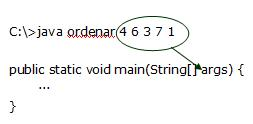 C:\>java ordenar 4 6 3 7 1
public static void main(String[] args) {
...
}